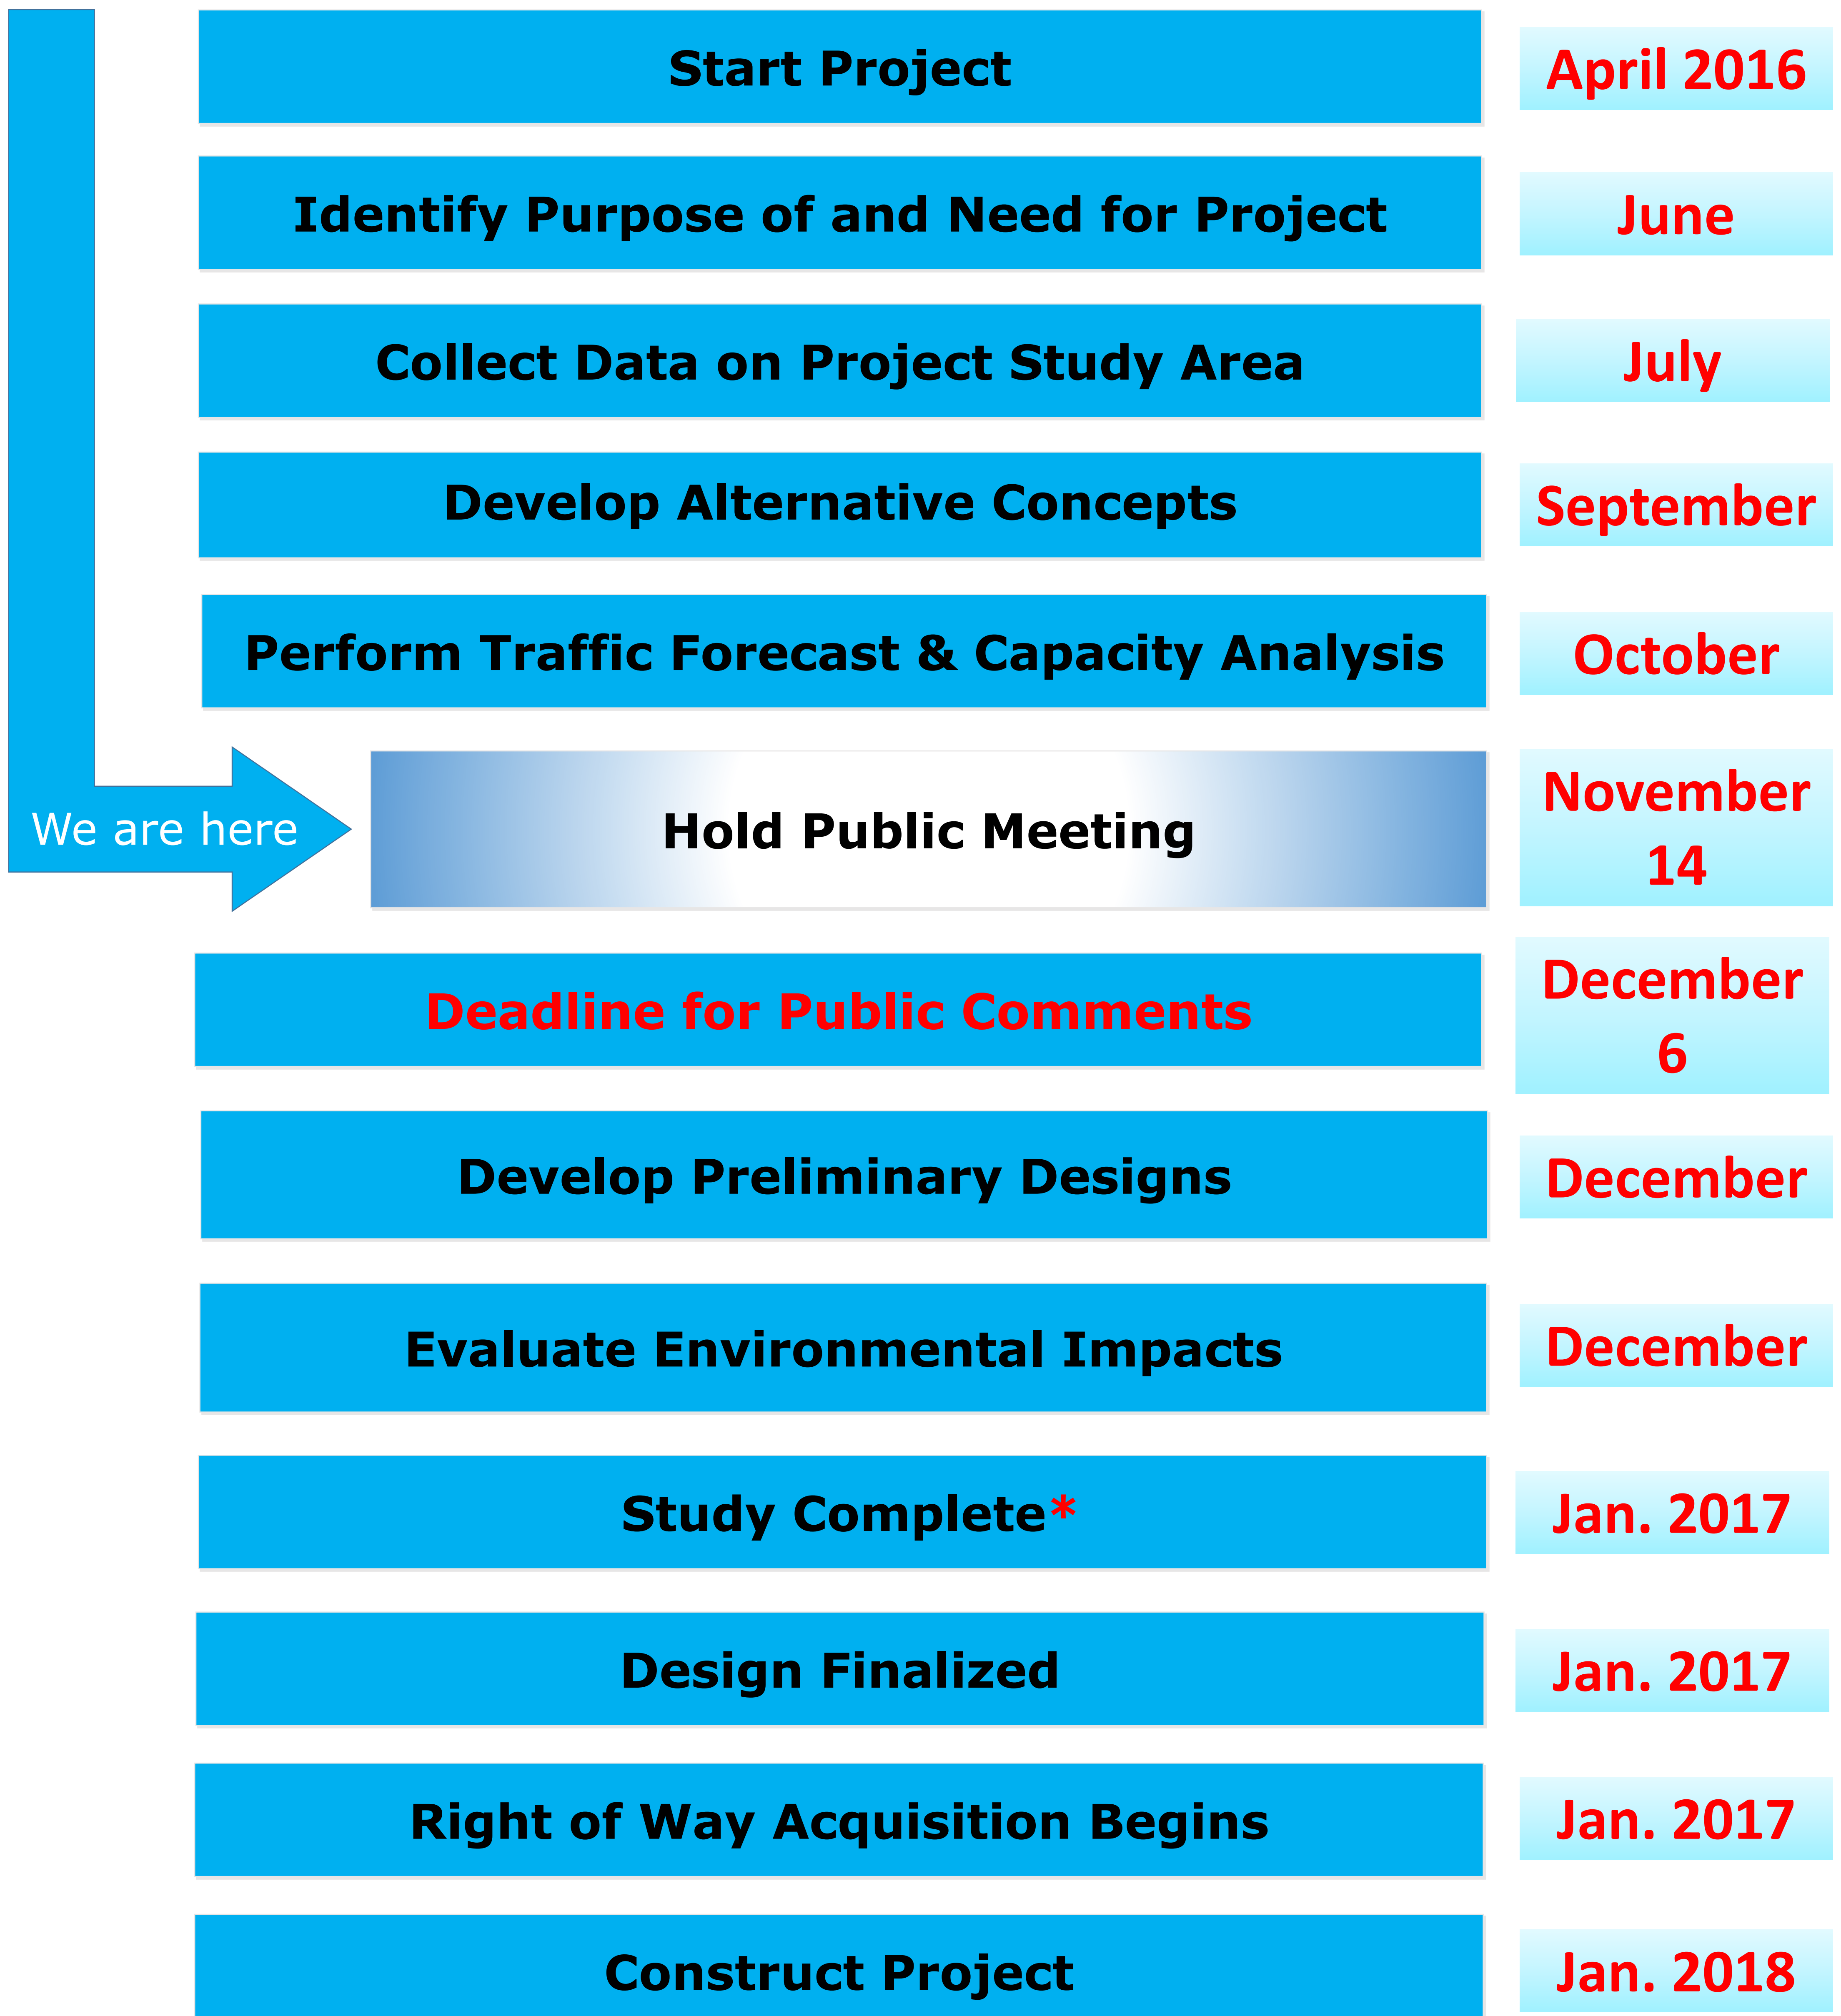 Start Project
April 2016
Identify Purpose of and Need for Project
June
Collect Data on Project Study Area
July
Develop Alternative Concepts
September
Perform Traffic Forecast & Capacity Analysis
October
We are here
Hold Public Meeting
November
14
Deadline for Public Comments
December
6
Develop Preliminary Designs
December
Evaluate Environmental Impacts
December
Study Complete*
Jan. 2017
Design Finalized
Jan. 2017
Right of Way Acquisition Begins
Jan. 2017
Construct Project
Jan. 2018